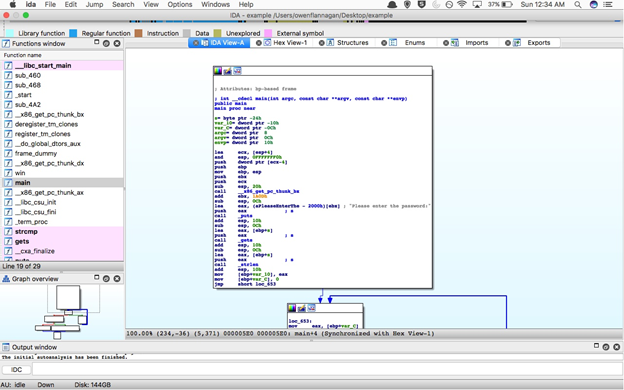 ida File Edit Jump Search View Options Windows Help
37% Sun 12:34 AM
IDA - example /Users/owenflannagan/Desktop/example
Library function Regular function Instruction Data Unexplored External symbol
Functions window
IDA View-A Hex View-1 Structures Enums Imports Exports
Function name
__libc_start_main
sub_460
sub_468
_start
sub_4A2
__x86_get_pc_thunk_bx
deregister_tm_clones
register_tm_clones
__do_global_dtors_aux
frame_dummy
__x86_get_pc_thunk_dx
win
main
__x86_get_pc_thunk_ax
__libc_csu_init
__libc_csu_fini
_term_proc
strcmp
gets
__cxa_finalize
Line 19 of 29
Graph overview
; Attributes: bp-based frame
; int __cdecl main(int argc, const char **argv, const char **envp)
public main
main proc near
s= byte ptr -24h
var_10= dword ptr -10h
var_C= dword ptr -0Ch
argc= dword ptr 8
argv= dword ptr 0Ch
envp= dword ptr 10h
lea ecx, [esp+4]
and esp, 0FFFFFFF0h
push dword ptr [ecx-4]
push ebp
mov ebp, esp
push ebx
push ecx
sub esp, 20h
call __x86_get_pc_thunk_bx
add ebx,
sub esp, 0Ch
lea eax, (aPleaseEnterThe - 2000h)[ebx] ; "Please enter the password:"
push eax ; s
call _puts
add esp, 10h
sub esp, 0Ch
lea eax, [ebp+s]
push eax ; s
call _gets
add esp, 10h
sub esp, 0Ch
lea eax, [ebp+s]
push eax ; s
call _strlen
add esp, 10h
mov [ebp+var_10], eax
mov [ebp+var_C], 0
jmp short loc_653
loc_653:
mov eax, [ebp+var_C]
100.00% (234,-36) (5,371) 000005E0 000005E0: main+4 (Synchronized with Hex View-1)
Output window
The initial autoanalysis has been finished.
IDC
AU: idle Down Disk: 144GB